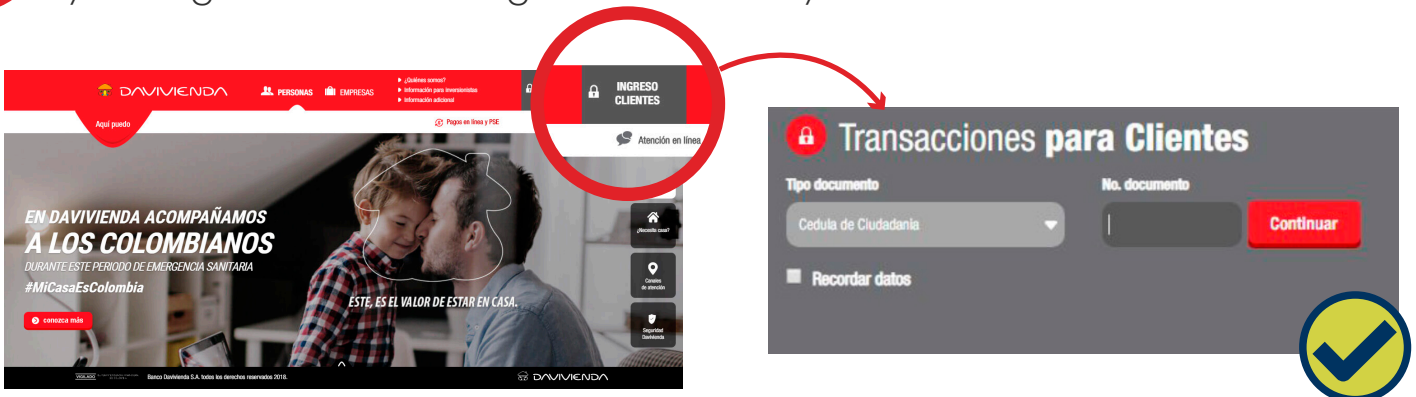 DAVIVIENDA
PERSONAS
EMPRESAS
¿Quiénes somos?
Información para inversionistas
Información adicional
INGRESO
CLIENTES
Aquí puedo
Pagos en línea y PSE
Atención en línea
EN DAVIVIENDA ACOMPAÑAMOS
A LOS COLOMBIANOS
DURANTE ESTE PERIODO DE EMERGENCIA SANITARIA
#MiCasaEsColombia
conozca más
ESTE, ES EL VALOR DE ESTAR EN CASA.
¿Necesita casa?
Canales
de atención
Seguridad
Davivienda
VIGILADO
Banco Davivienda S.A. todos los derechos reservados 2018.
DAVIVIENDA
Transacciones para Clientes
Tipo documento
No. documento
Cedula de Ciudadania
Continuar
Recordar datos